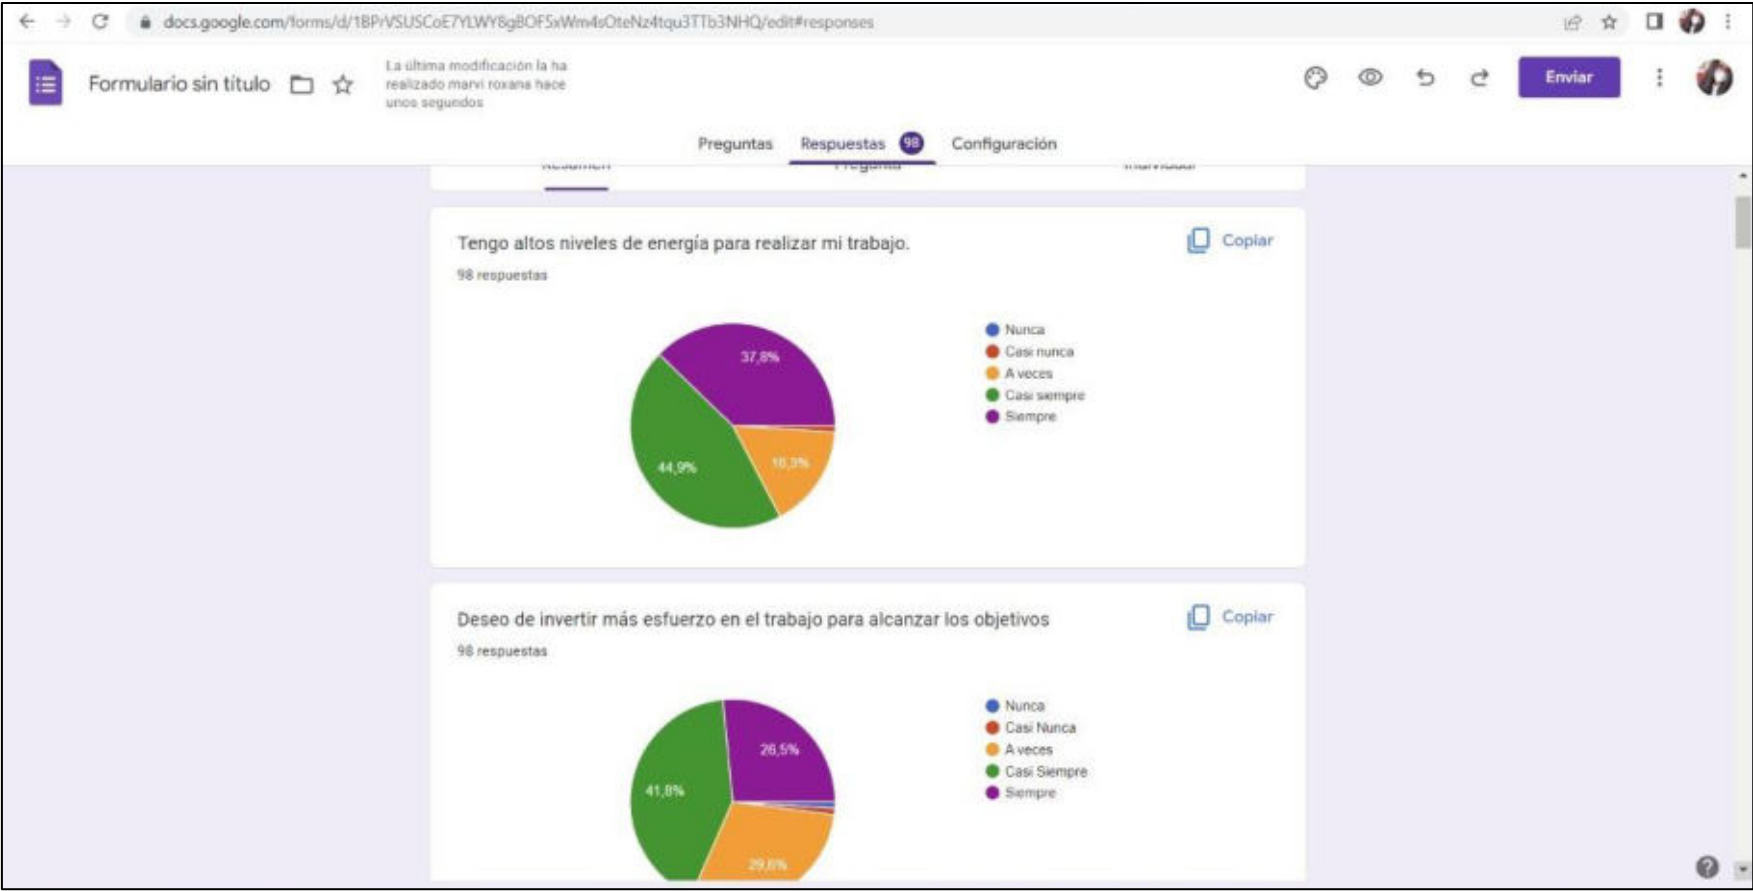 docs.google.com/forms/d/1BPrVSUSCoE7YLWY8gBOF5xWm4sOteNz4tqu3TTb3NHQ/edit#responses
Formulario sin título
La última modificación la ha
realizado marvi roxana hace
unos segundos
Enviar
Preguntas Respuestas 98 Configuración
Resumen Pregunta Individual
Tengo altos niveles de energía para realizar mi trabajo.
Copiar
98 respuestas
37,8%
44,9%
16,3%
Nunca
Casi nunca
A veces
Casi siempre
Siempre
Deseo de invertir más esfuerzo en el trabajo para alcanzar los objetivos
Copiar
98 respuestas
26,5%
41,8%
29,6%
Nunca
Casi Nunca
A veces
Casi Siempre
Siempre